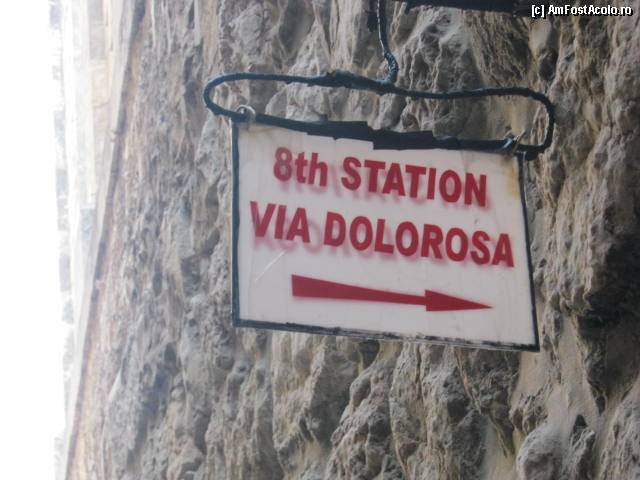 [c] AmFostAcolo.ro
8th STATION
VIA DOLOROSA